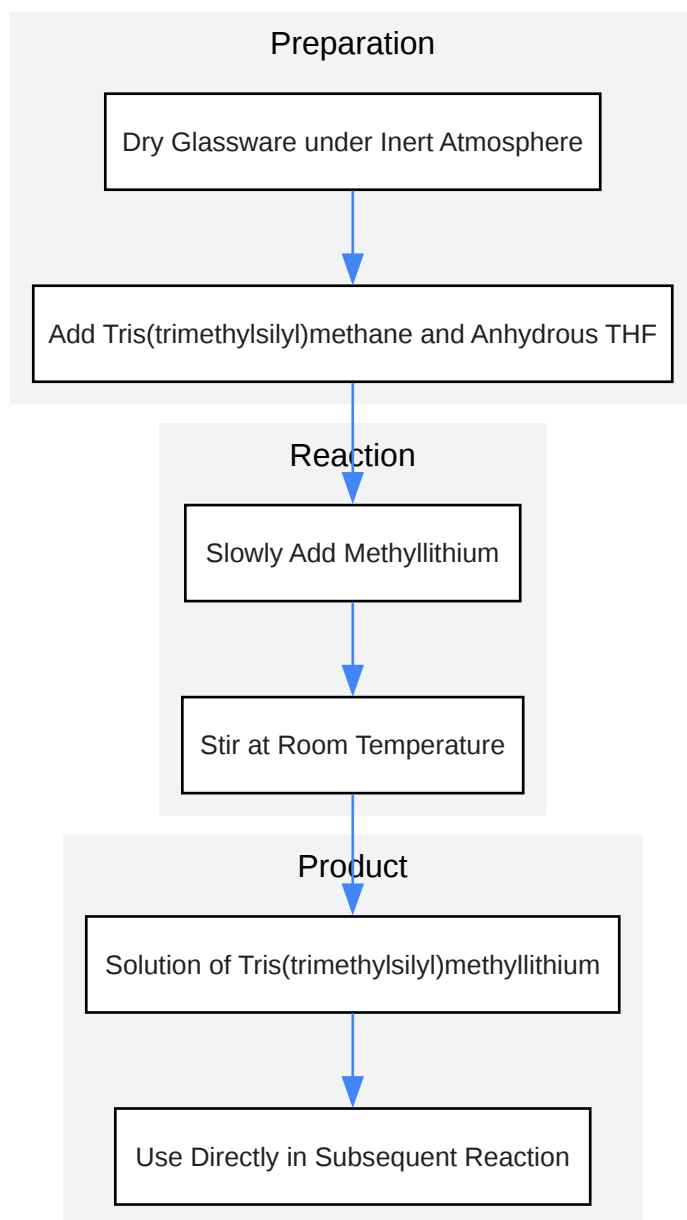 Preparation
Dry Glassware under Inert Atmosphere
Add Tris(trimethylsilyl)methane and Anhydrous THF
Reaction
Slowly Add Methyllithium
Stir at Room Temperature
Product
Solution of Tris(trimethylsilyl)methyllithium
Use Directly in Subsequent Reaction